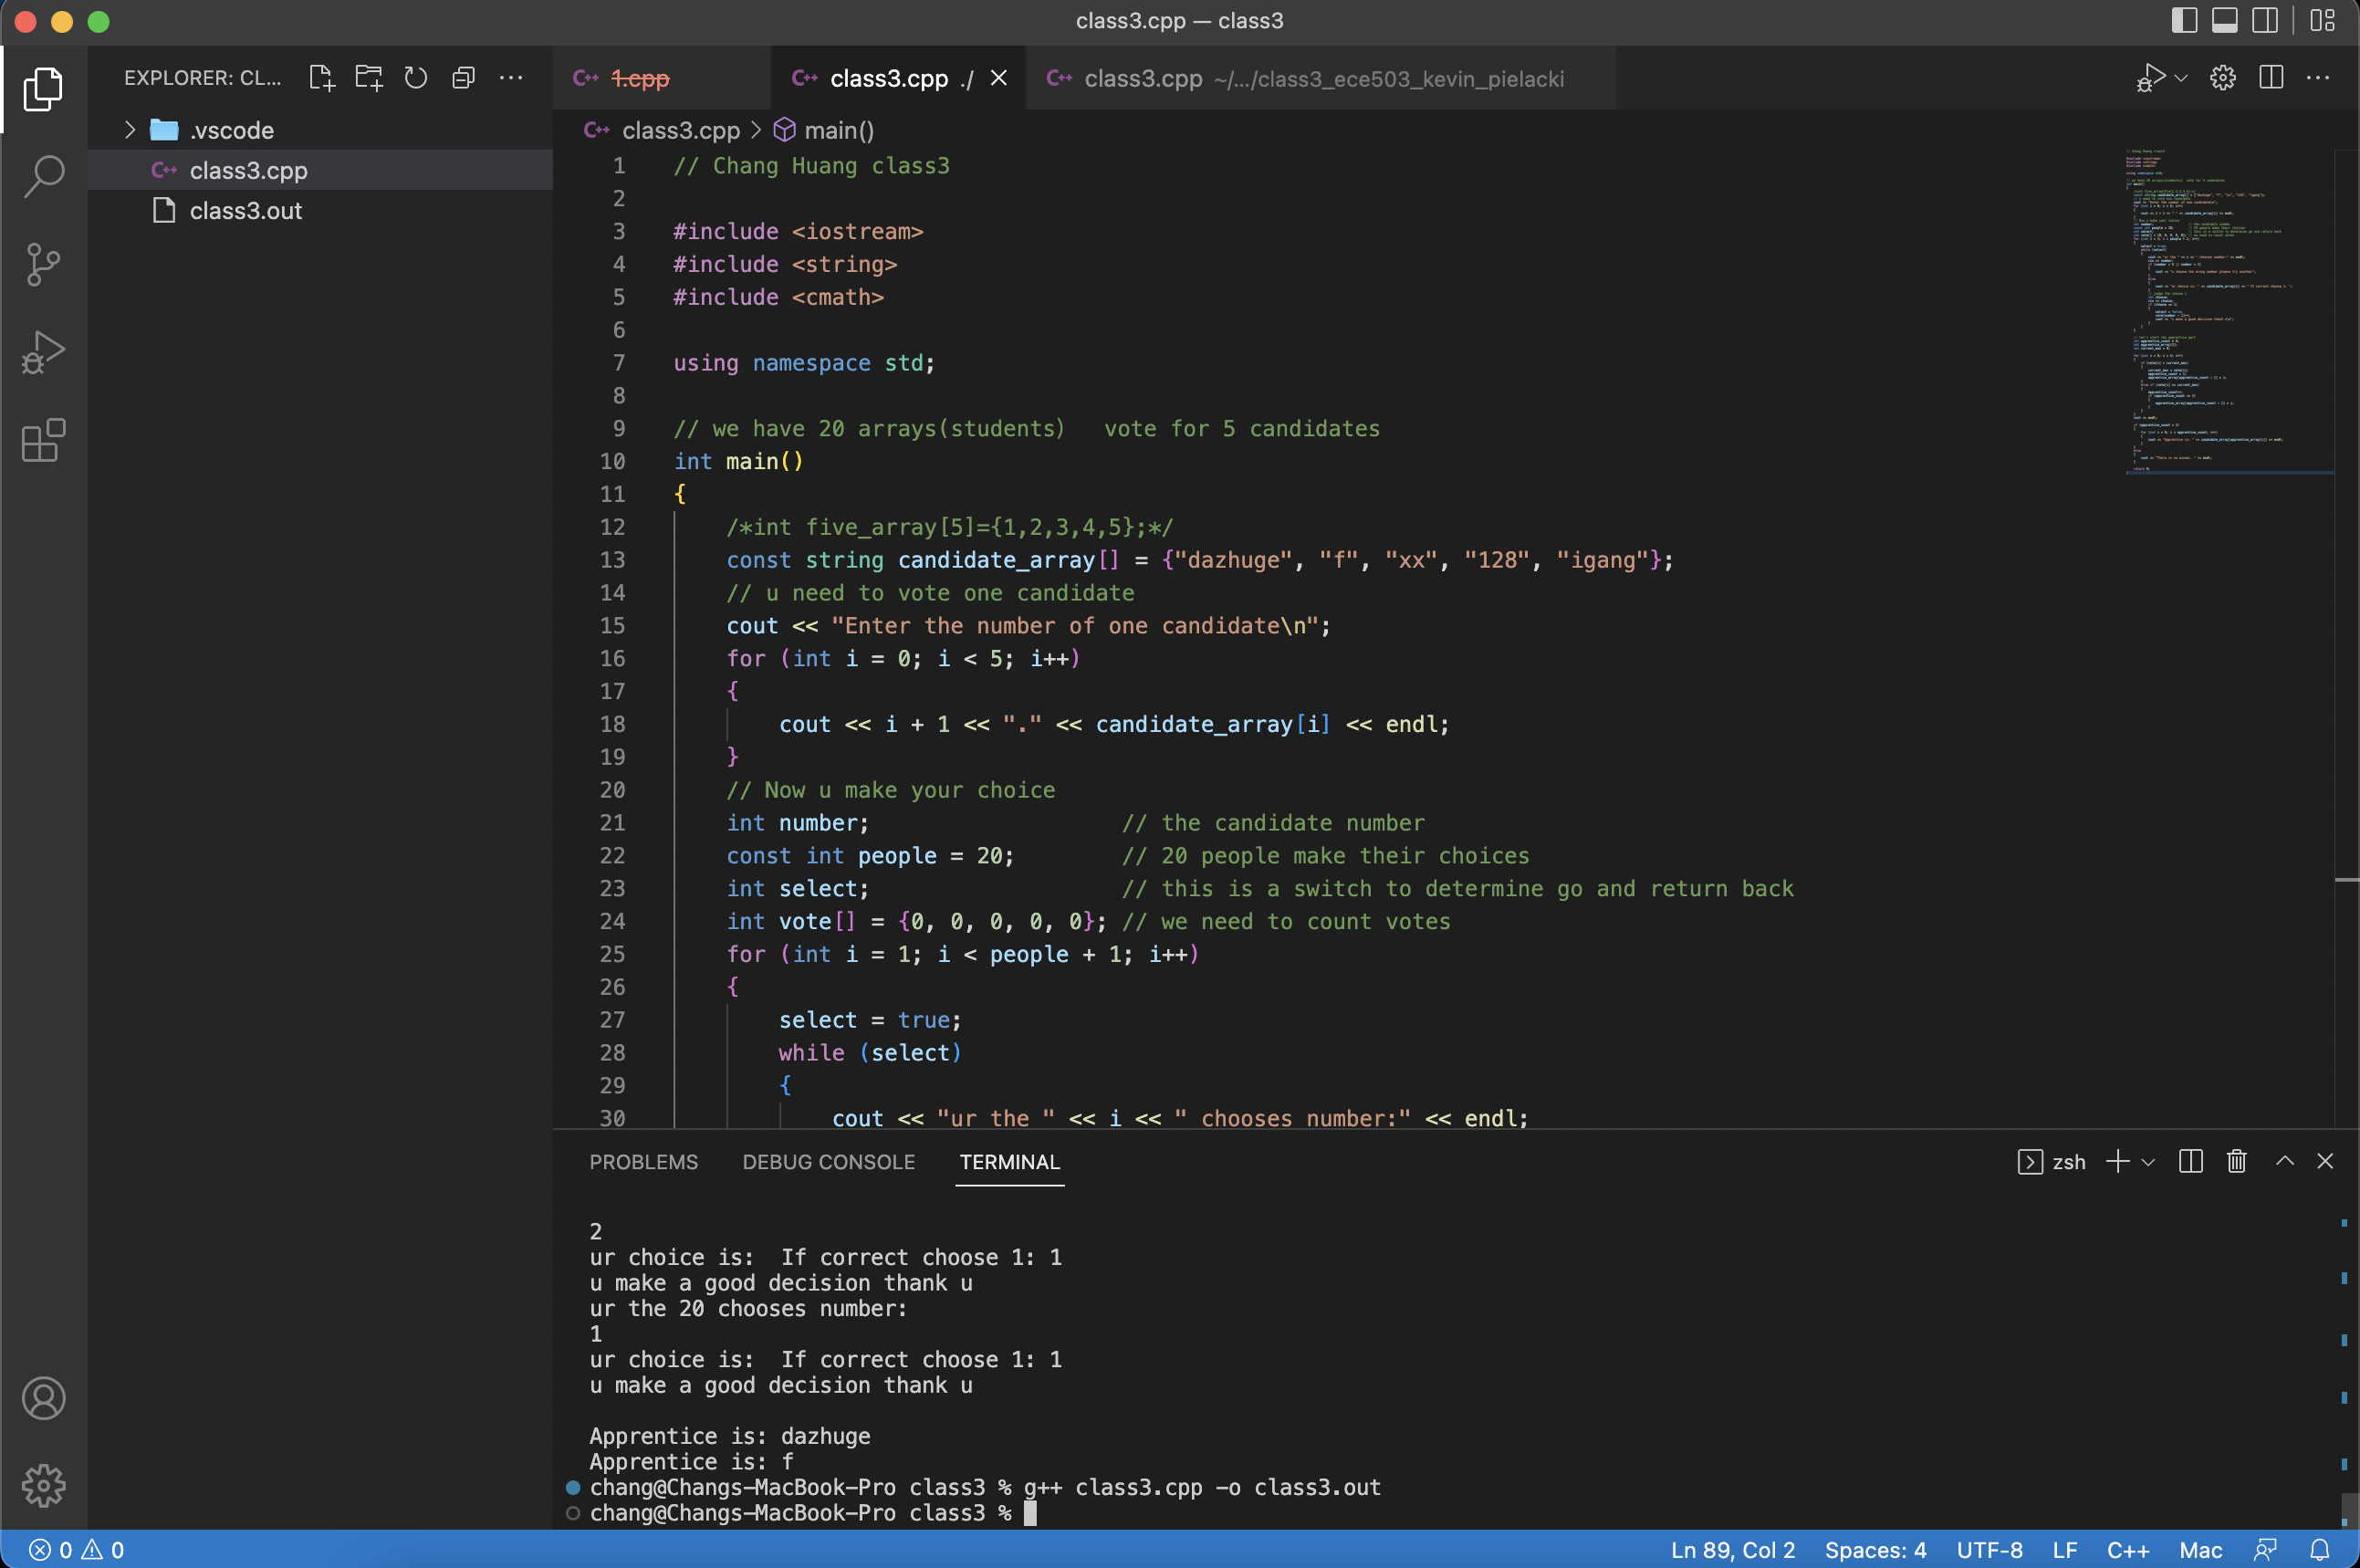 class3.cpp — class3
EXPLORER: CL...
1.cpp
class3.cpp ./
class3.cpp ~/.../class3_ece503_kevin_pielacki
.vscode
class3.cpp
class3.out
class3.cpp > main()
1 // Chang Huang class3
2
3 #include <iostream>
4 #include <string>
5 #include <cmath>
6
7 using namespace std;
8
9 // we have 20 arrays(students)   vote for 5 candidates
10 int main()
11 {
12     /*int five_array[5]={1,2,3,4,5};*/
13     const string candidate_array[] = {"dazhuge", "f", "xx", "128", "igang"};
14     // u need to vote one candidate
15     cout << "Enter the number of one candidate\n";
16     for (int i = 0; i < 5; i++)
17     {
18         cout << i + 1 << "." << candidate_array[i] << endl;
19     }
20     // Now u make your choice
21     int number;                   // the candidate number
22     const int people = 20;        // 20 people make their choices
23     int select;                   // this is a switch to determine go and return back
24     int vote[] = {0, 0, 0, 0, 0}; // we need to count votes
25     for (int i = 1; i < people + 1; i++)
26     {
27         select = true;
28         while (select)
29         {
30             cout << "ur the " << i << " chooses number:" << endl;
PROBLEMS DEBUG CONSOLE TERMINAL
zsh
2
ur choice is:  If correct choose 1: 1
u make a good decision thank u
ur the 20 chooses number:
1
ur choice is:  If correct choose 1: 1
u make a good decision thank u
Apprentice is: dazhuge
Apprentice is: f
chang@Changs-MacBook-Pro class3 % g++ class3.cpp -o class3.out
chang@Changs-MacBook-Pro class3 %
0 0
Ln 89, Col 2 Spaces: 4 UTF-8 LF C++ Mac